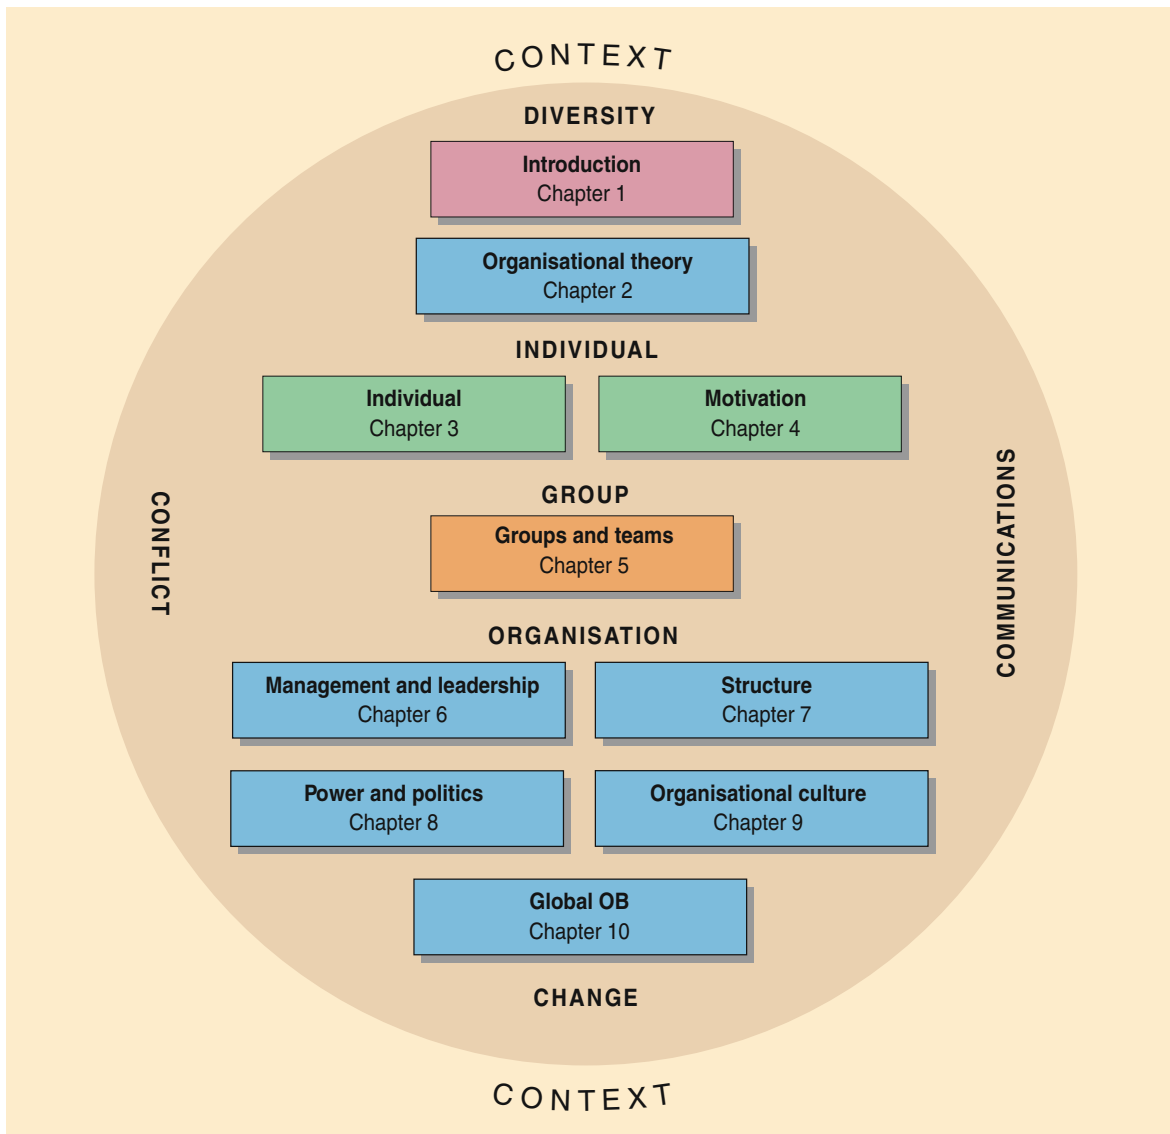 CONTEXT
DIVERSITY
Introduction
Chapter 1
Organisational theory
Chapter 2
INDIVIDUAL
Individual
Chapter 3
Motivation
Chapter 4
CONFLICT
COMMUNICATIONS
GROUP
Groups and teams
Chapter 5
ORGANISATION
Management and leadership
Chapter 6
Structure
Chapter 7
Power and politics
Chapter 8
Organisational culture
Chapter 9
Global OB
Chapter 10
CHANGE
CONTEXT